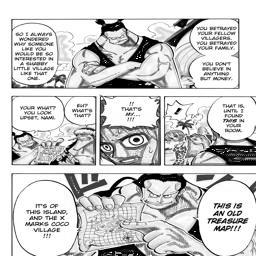 YOU BETRAYED
YOUR FELLOW
VILLAGERS.
YOU BETRAYED
YOUR FAMILY.
YOU DON'T
BELIEVE IN
ANYTHING
BUT MONEY.
SO I ALWAYS
WONDERED
WHY SOMEONE
LIKE YOU
WOULD BE SO
INTERESTED IN
A SHABBY
LITTLE VILLAGE
LIKE THAT
ONE.
THAT IS,
UNTIL I
FOUND
THIS IN
YOUR
ROOM.
!!
THAT'S
MY...
!!!
EH?
WHAT'S
THAT?
YOUR WHAT?
YOU LOOK
UPSET, NAMI.
THIS IS
AN OLD
TREASURE
MAP!!!
IT'S OF
THIS ISLAND,
AND THE X
MARKS COCO
VILLAGE
!!!